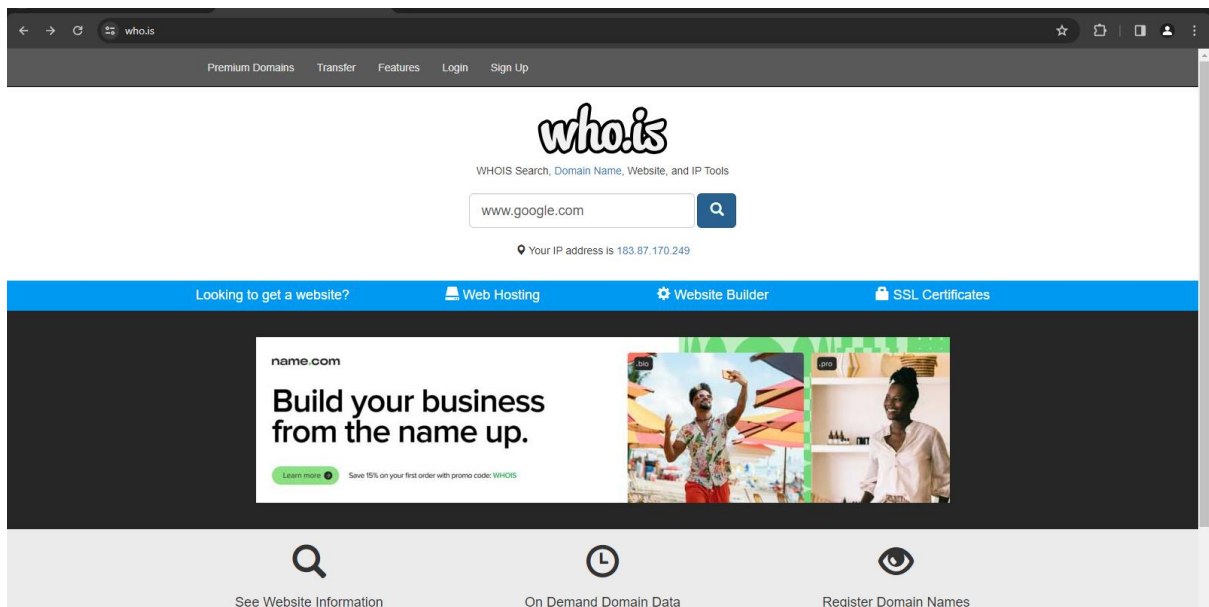 who.is
Premium Domains Transfer Features Login Sign Up
who.is
WHOIS Search, Domain Name, Website, and IP Tools
www.google.com
Your IP address is 183.87.170.249
Looking to get a website? Web Hosting Website Builder SSL Certificates
name.com
Build your business
from the name up.
Learn more Save 15% on your first order with promo code: WHOIS
.bio .pro
See Website Information On Demand Domain Data Register Domain Names